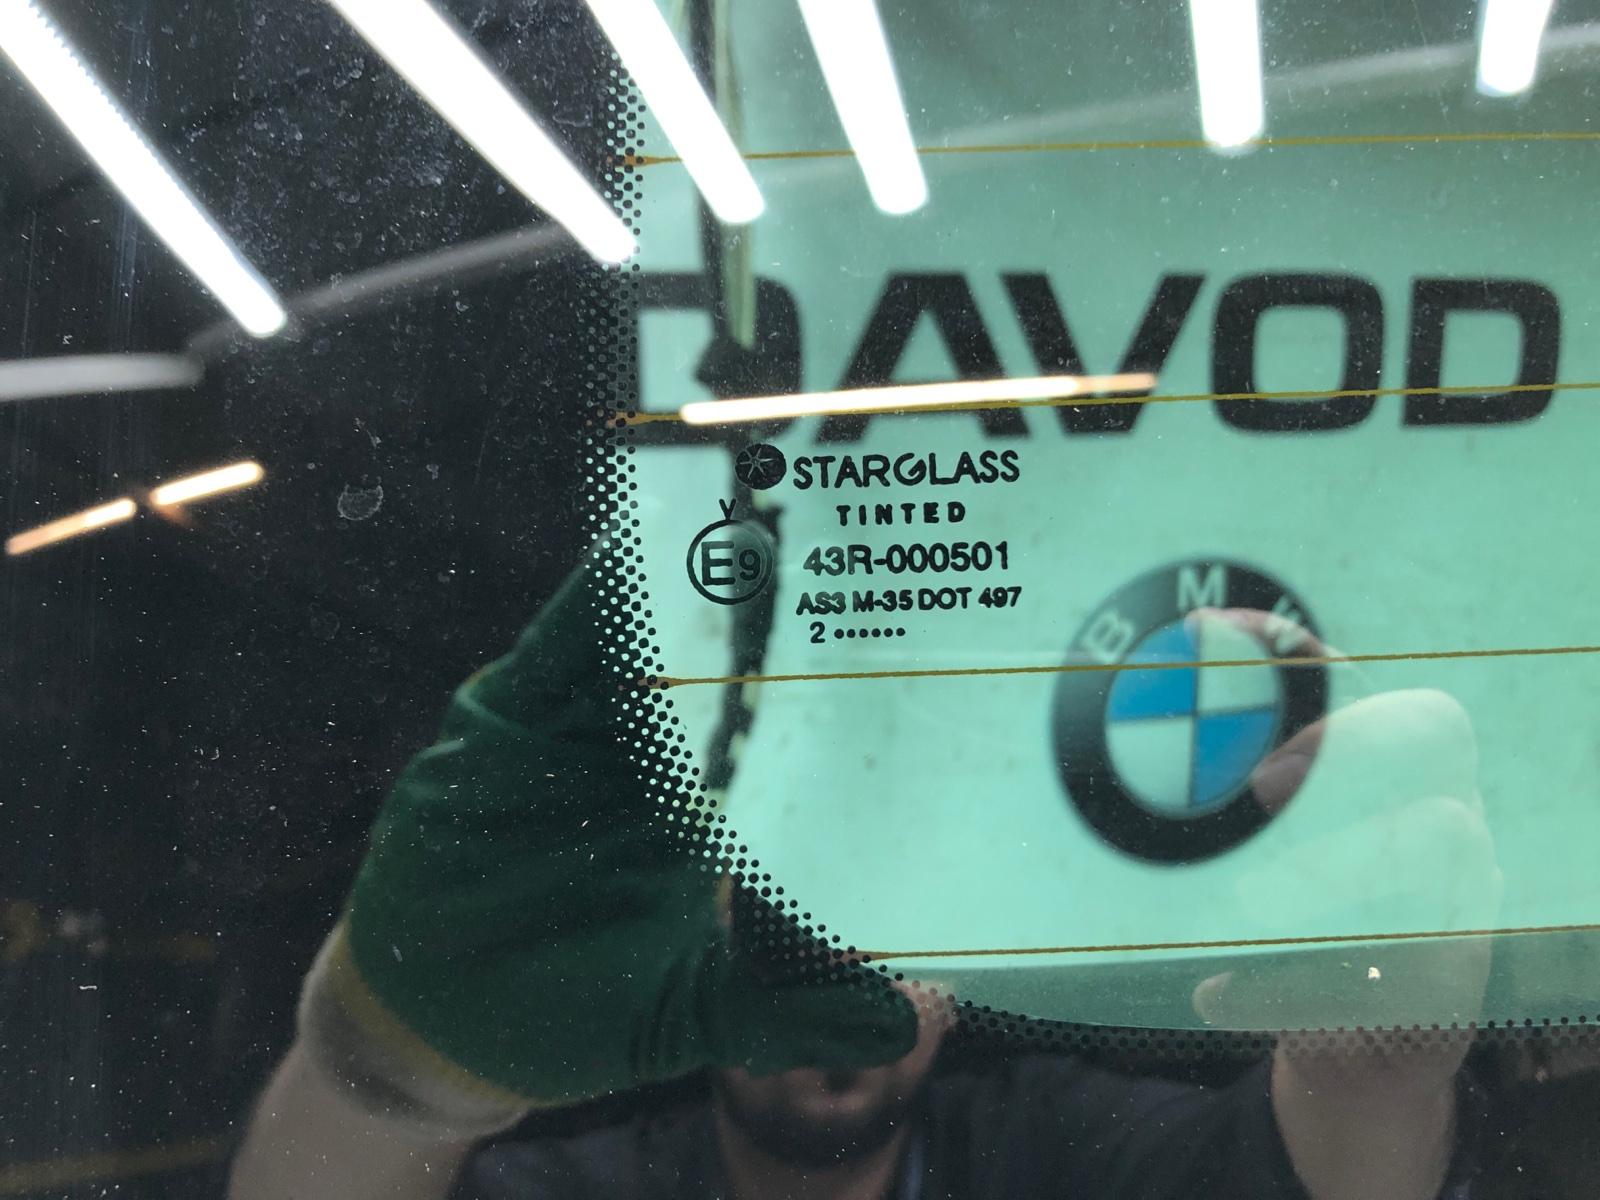 DAVOD
STARGLASS
TINTED
V
E9 43R-000501
AS3 M-35 DOT 497
2 ••••••
BMW